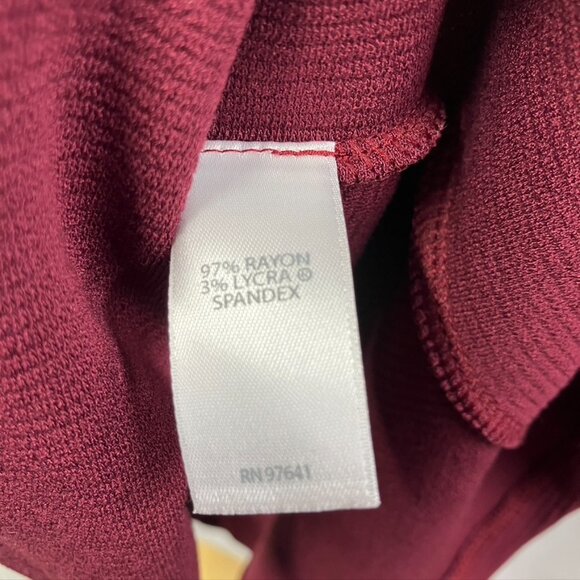 97% RAYON
3% LYCRA ®
SPANDEX
RN 97641